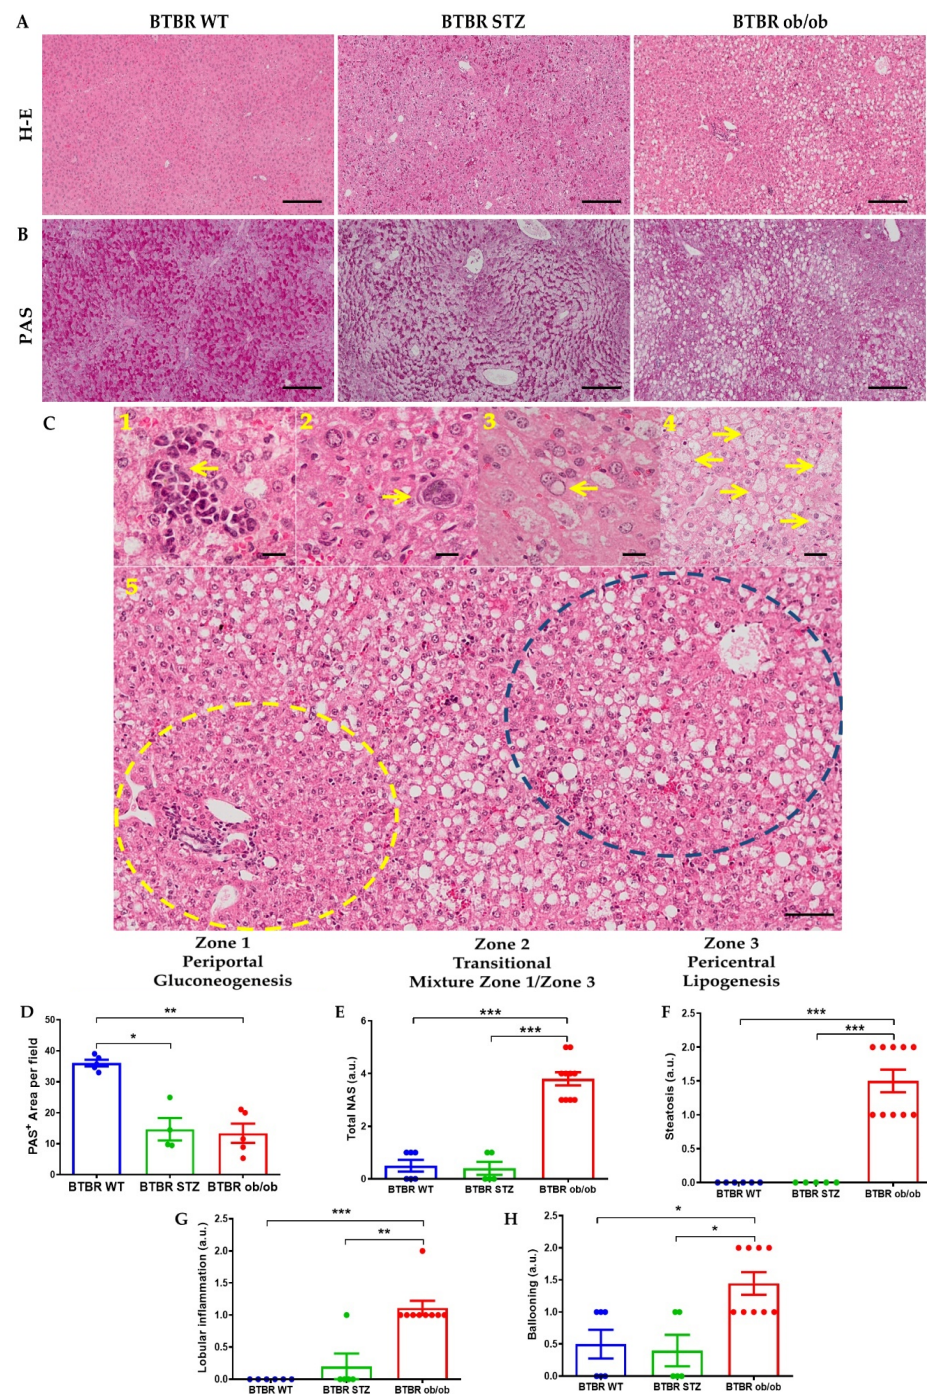 A
BTBR WT
BTBR STZ
BTBR ob/ob
H-E
B
PAS
C
1
2
3
4
5
Zone 1
Periportal
Gluconeogenesis
Zone 2
Transitional
Mixture Zone 1/Zone 3
Zone 3
Pericentral
Lipogenesis
D
PAS+ Area per field
50
40
30
20
10
0
**
*
BTBR WT
BTBR STZ
BTBR ob/ob
E
Total NAS (a.u.)
6
4
2
0
***
***
BTBR WT
BTBR STZ
BTBR ob/ob
F
Steatosis (a.u.)
2.5
2.0
1.5
1.0
0.5
0.0
***
***
BTBR WT
BTBR STZ
BTBR ob/ob
G
Lobular inflammation (a.u.)
2.5
2.0
1.5
1.0
0.5
0.0
***
**
BTBR WT
BTBR STZ
BTBR ob/ob
H
Ballooning (a.u.)
2.5
2.0
1.5
1.0
0.5
0.0
*
*
BTBR WT
BTBR STZ
BTBR ob/ob